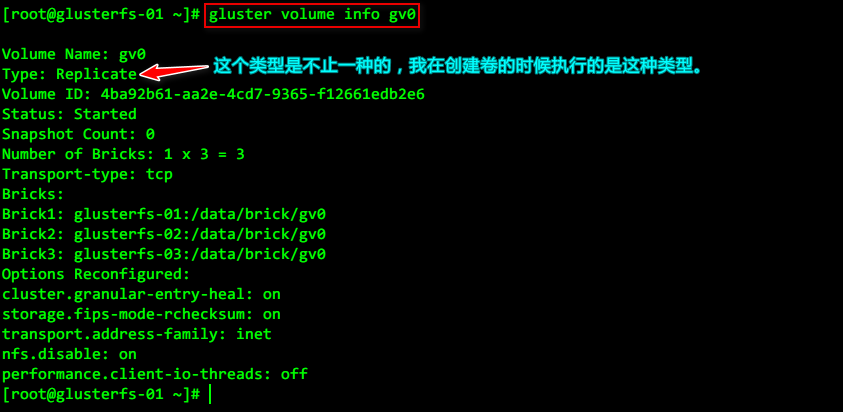 [root@glusterfs-01 ~]# gluster volume info gv0
Volume Name: gv0
Type: Replicate
这个类型是不止一种的，我在创建卷的时候执行的是这种类型。
Volume ID: 4ba92b61-aa2e-4cd7-9365-f12661edb2e6
Status: Started
Snapshot Count: 0
Number of Bricks: 1 x 3 = 3
Transport-type: tcp
Bricks:
Brick1: glusterfs-01:/data/brick/gv0
Brick2: glusterfs-02:/data/brick/gv0
Brick3: glusterfs-03:/data/brick/gv0
Options Reconfigured:
cluster.granular-entry-heal: on
storage.fips-mode-rchecksum: on
transport.address-family: inet
nfs.disable: on
performance.client-io-threads: off
[root@glusterfs-01 ~]#